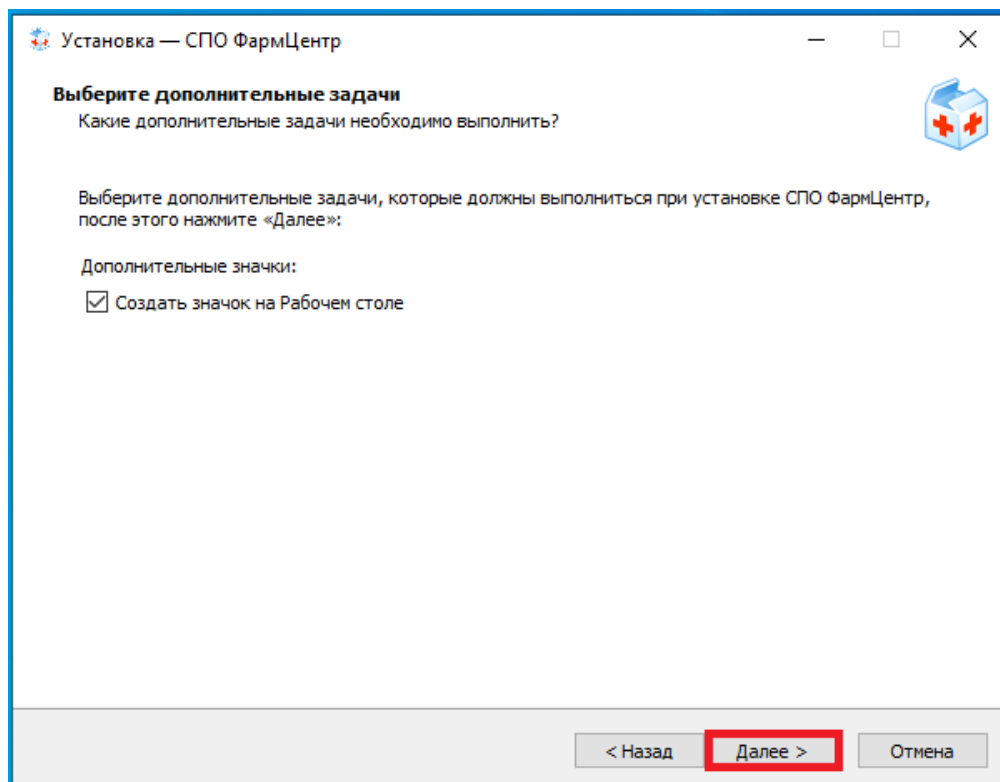 Установка — СПО ФармЦентр
Выберите дополнительные задачи
Какие дополнительные задачи необходимо выполнить?
Выберите дополнительные задачи, которые должны выполниться при установке СПО ФармЦентр,
после этого нажмите «Далее»:
Дополнительные значки:
Создать значок на Рабочем столе
< Назад
Далее >
Отмена